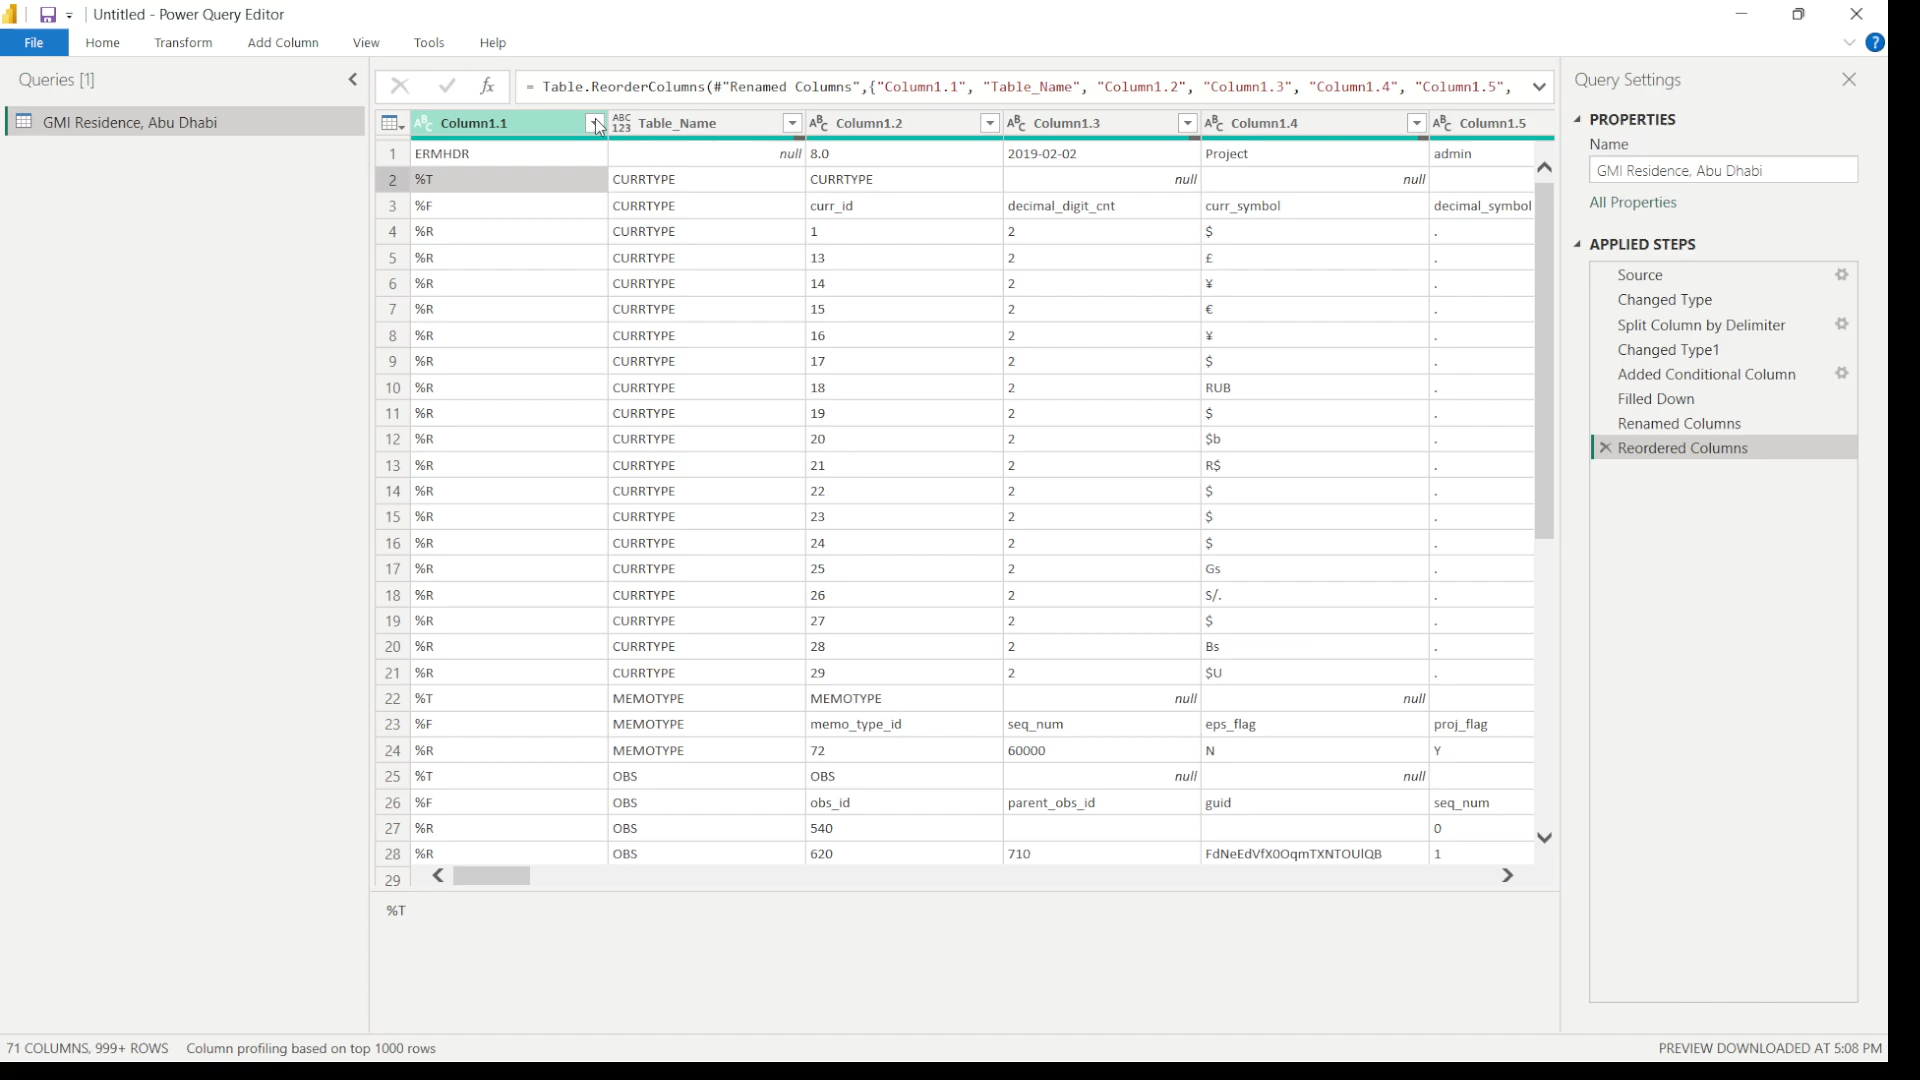 Untitled - Power Query Editor
File Home Transform Add Column View Tools Help
Queries [1]
GMI Residence, Abu Dhabi
fx = Table.ReorderColumns(#"Renamed Columns",{"Column1.1", "Table_Name", "Column1.2", "Column1.3", "Column1.4", "Column1.5",
ABC Column1.1 ABC 123 Table_Name ABC Column1.2 ABC Column1.3 ABC Column1.4 ABC Column1.5
1 ERMHDR null 8.0 2019-02-02 Project admin
2 %T CURRTYPE CURRTYPE null null
3 %F CURRTYPE curr_id decimal_digit_cnt curr_symbol decimal_symbol
4 %R CURRTYPE 1 2 $ .
5 %R CURRTYPE 13 2 £ .
6 %R CURRTYPE 14 2 ¥ .
7 %R CURRTYPE 15 2 € .
8 %R CURRTYPE 16 2 ¥ .
9 %R CURRTYPE 17 2 $ .
10 %R CURRTYPE 18 2 RUB .
11 %R CURRTYPE 19 2 $ .
12 %R CURRTYPE 20 2 $b .
13 %R CURRTYPE 21 2 R$ .
14 %R CURRTYPE 22 2 $ .
15 %R CURRTYPE 23 2 $ .
16 %R CURRTYPE 24 2 $ .
17 %R CURRTYPE 25 2 Gs .
18 %R CURRTYPE 26 2 S/. .
19 %R CURRTYPE 27 2 $ .
20 %R CURRTYPE 28 2 Bs .
21 %R CURRTYPE 29 2 $U .
22 %T MEMOTYPE MEMOTYPE null null
23 %F MEMOTYPE memo_type_id seq_num eps_flag proj_flag
24 %R MEMOTYPE 72 60000 N Y
25 %T OBS OBS null null
26 %F OBS obs_id parent_obs_id guid seq_num
27 %R OBS 540 0
28 %R OBS 620 710 FdNeEdVfX0OqmTXNTOUlQB 1
29
%T
Query Settings
PROPERTIES
Name
GMI Residence, Abu Dhabi
All Properties
APPLIED STEPS
Source
Changed Type
Split Column by Delimiter
Changed Type1
Added Conditional Column
Filled Down
Renamed Columns
Reordered Columns
71 COLUMNS, 999+ ROWS Column profiling based on top 1000 rows PREVIEW DOWNLOADED AT 5:08 PM